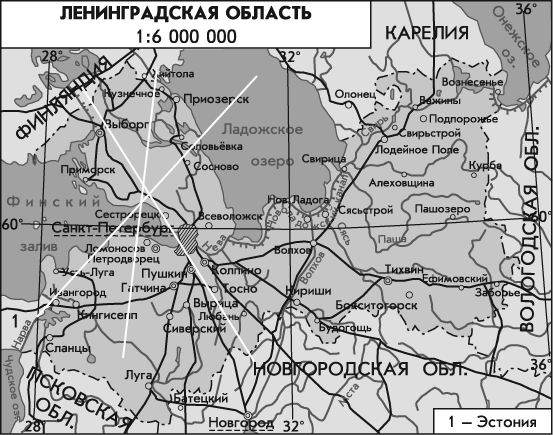 ЛЕНИНГРАДСКАЯ ОБЛАСТЬ
1:6 000 000
28°
32°
36°
КАРЕЛИЯ
Онежское оз.
ФИНЛЯНДИЯ
Кузнечное
Приозерск
Олонец
Вознесенье
Важины
Подпорожье
Свирь
Свирьстрой
Лодейное Поле
Выборг
Ладожское
озеро
Соловьёвка
Сосново
Свирица
Курба
Алеховщина
Приморск
Финский
залив
Нов. Ладога
Сясьстрой
Пашозеро
60°
60°
Сестрорецк
Всеволожск
Санкт-Петербург
Нева
Сясь
Паша
Ломоносов
Петродворец
Волхов
Волхов
Усть-Луга
Пушкин
Колпино
Тихвин
Ефимовский
Ивангород
Гатчина
Тосно
Заборье
Кириши
Бокситогорск
1
Нарва
Кингисепп
Вырица
Любань
Сиверский
Будогощь
ВОЛОГОДСКАЯ ОБЛ.
Сланцы
Чудское оз.
ПСКОВСКАЯ
ОБЛ.
НОВГОРОДСКАЯ ОБЛ.
36°
Луга
Батецкий
Мста
Новгород
28°
32°
1 – Эстония